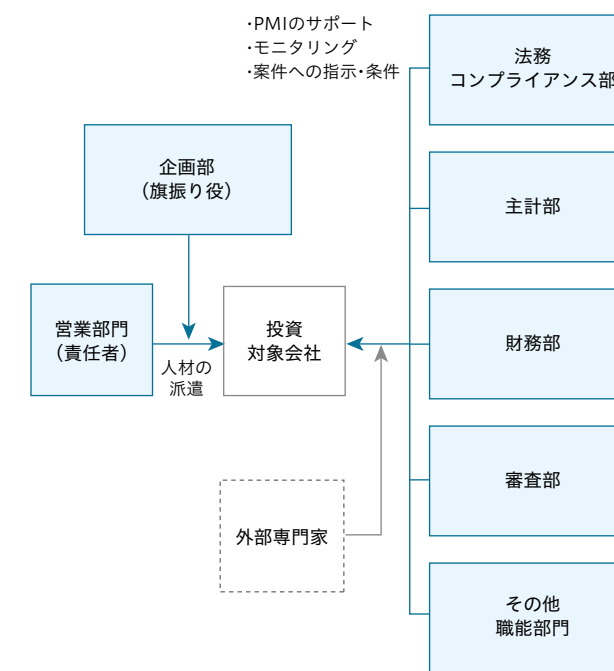 ・PMIのサポート
・モニタリング
・案件への指示・条件
法務
コンプライアンス部
企画部
（旗振り役）
主計部
営業部門
（責任者）
人材の
派遣
投資
対象会社
財務部
審査部
外部専門家
その他
職能部門